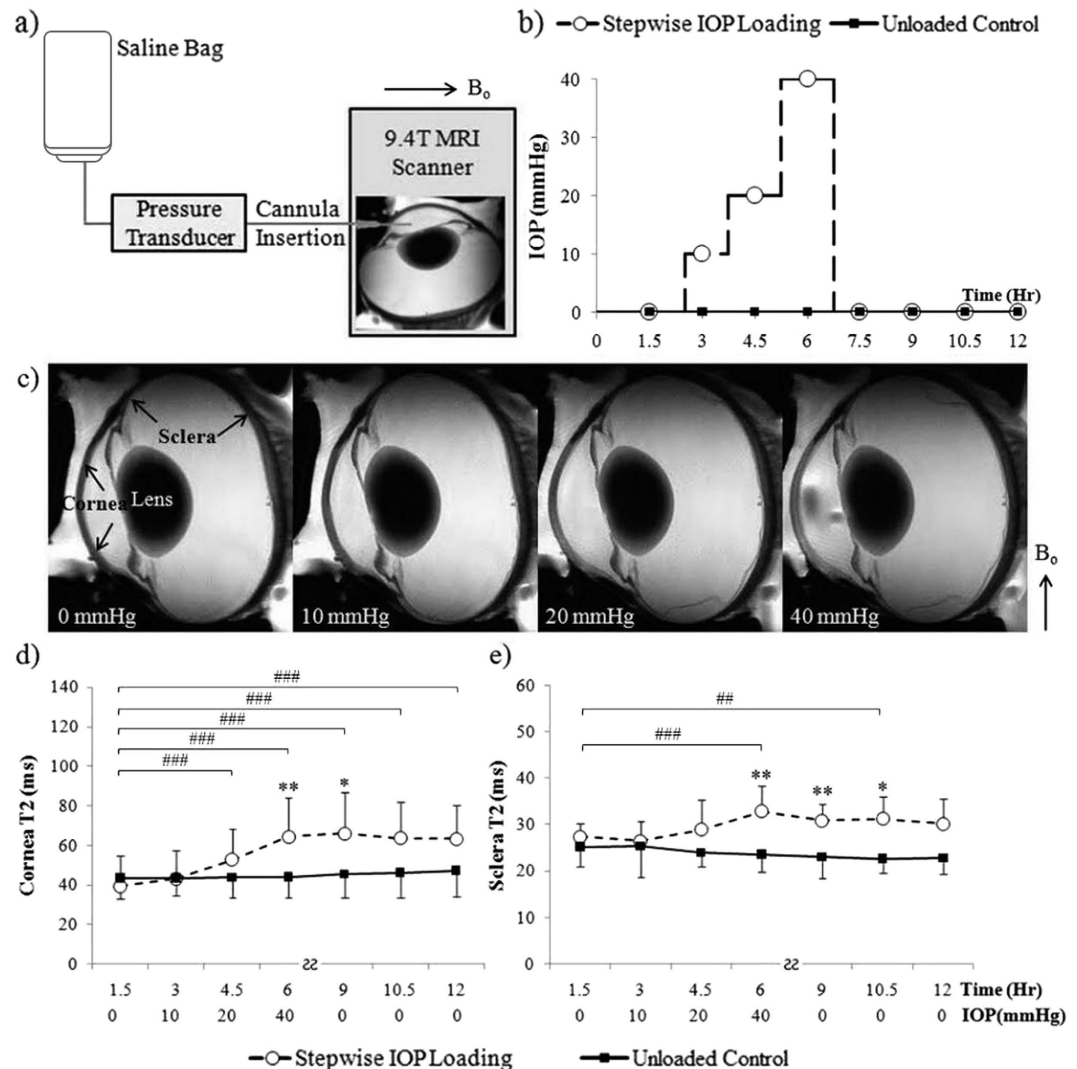 a)
Saline Bag
Bₒ
9.4T MRI
Scanner
Pressure
Transducer
Cannula
Insertion
b)
Stepwise IOP Loading
Unloaded Control
IOP (mmHg)
40
30
20
10
0
Time (Hr)
0 1.5 3 4.5 6 7.5 9 10.5 12
c)
Sclera
Cornea
Lens
0 mmHg
10 mmHg
20 mmHg
40 mmHg
Bₒ
d)
Cornea T2 (ms)
140
120
100
80
60
40
20
0
###
###
###
###
###
**
*
1.5 3 4.5 6 9 10.5 12
0 10 20 40 0 0 0
e)
Sclera T2 (ms)
60
50
40
30
20
10
0
##
###
**
**
*
1.5 3 4.5 6 9 10.5 12 Time (Hr)
0 10 20 40 0 0 0 IOP(mmHg)
Stepwise IOP Loading
Unloaded Control